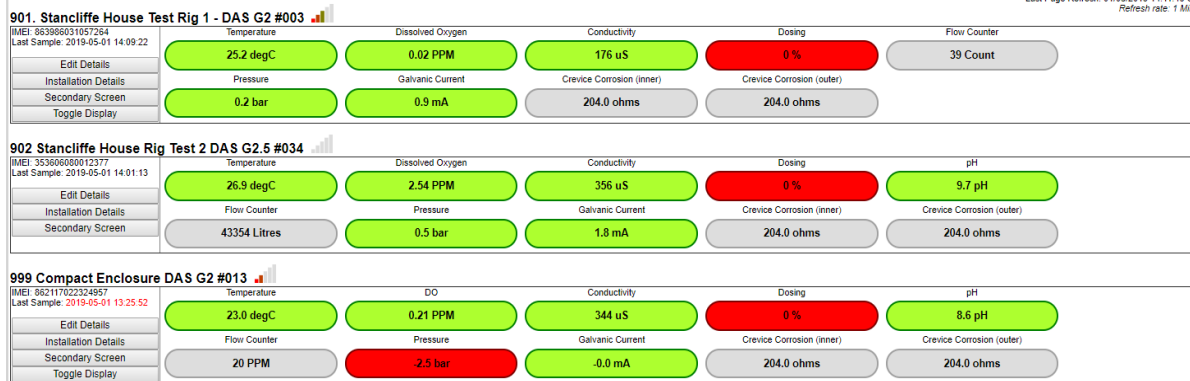 Refresh rate: 1 Mi
901. Stancliffe House Test Rig 1 - DAS G2 #003
IMEI: 863986031057264
Last Sample: 2019-05-01 14:09:22
Edit Details
Installation Details
Secondary Screen
Toggle Display
Temperature Dissolved Oxygen Conductivity Dosing Flow Counter
25.2 degC 0.02 PPM 176 uS 0 % 39 Count
Pressure Galvanic Current Crevice Corrosion (inner) Crevice Corrosion (outer)
0.2 bar 0.9 mA 204.0 ohms 204.0 ohms
902 Stancliffe House Rig Test 2 DAS G2.5 #034
IMEI: 353606080012377
Last Sample: 2019-05-01 14:01:13
Edit Details
Installation Details
Secondary Screen
Temperature Dissolved Oxygen Conductivity Dosing pH
26.9 degC 2.54 PPM 356 uS 0 % 9.7 pH
Flow Counter Pressure Galvanic Current Crevice Corrosion (inner) Crevice Corrosion (outer)
43354 Litres 0.5 bar 1.8 mA 204.0 ohms 204.0 ohms
999 Compact Enclosure DAS G2 #013
IMEI: 862117022324957
Last Sample: 2019-05-01 13:25:52
Edit Details
Installation Details
Secondary Screen
Toggle Display
Temperature DO Conductivity Dosing pH
23.0 degC 0.21 PPM 344 uS 0 % 8.6 pH
Flow Counter Pressure Galvanic Current Crevice Corrosion (inner) Crevice Corrosion (outer)
20 PPM -2.5 bar -0.0 mA 204.0 ohms 204.0 ohms